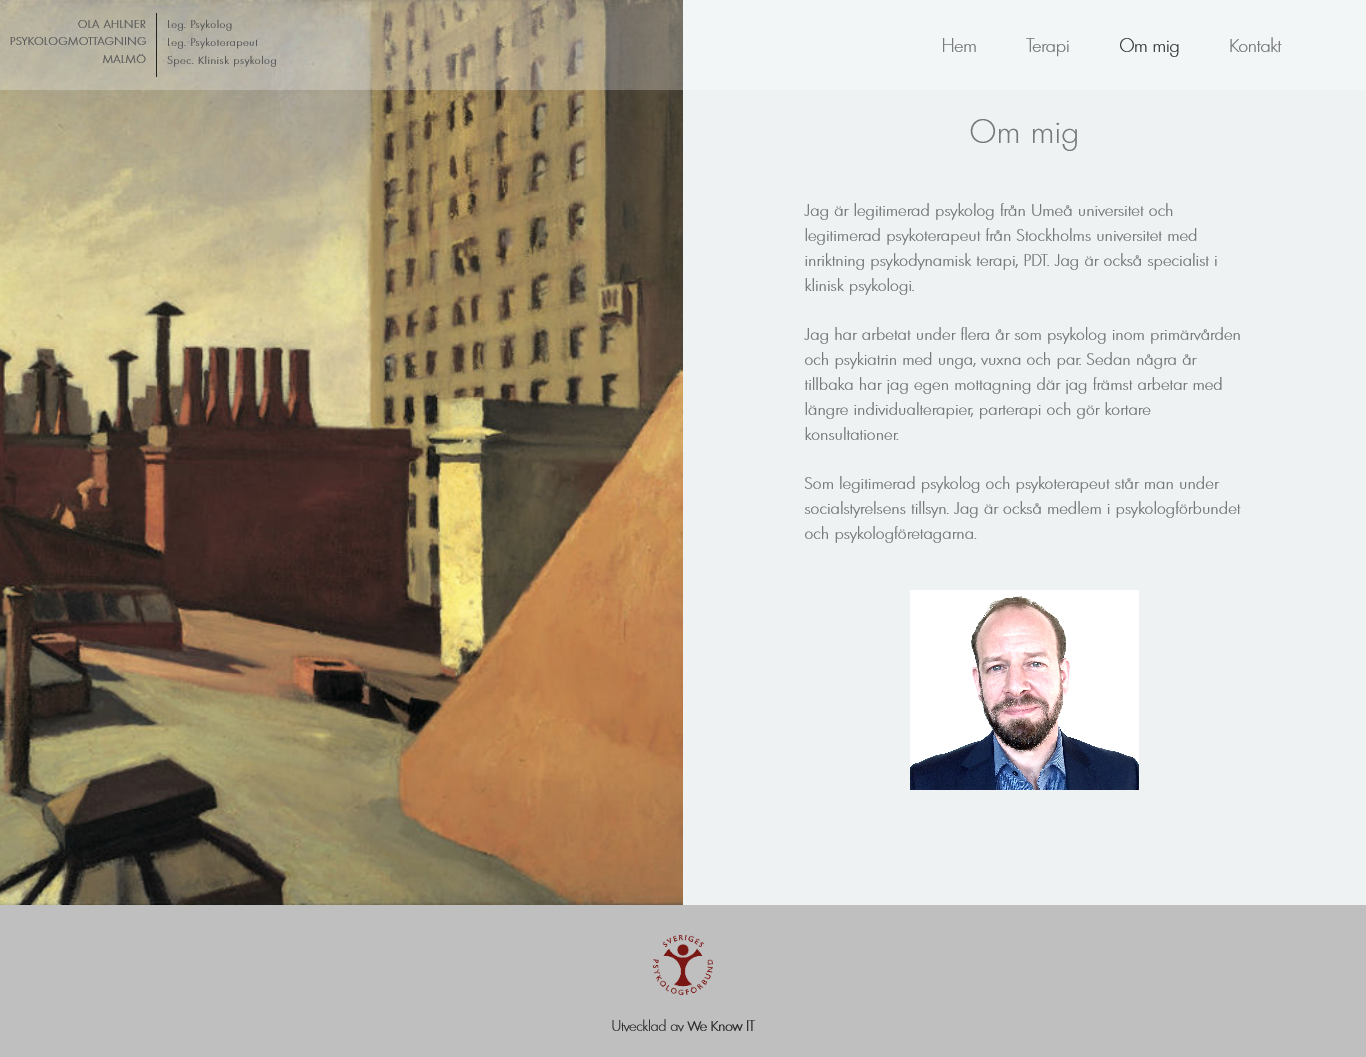 OLA AHLNER
PSYKOLOGMOTTAGNING
MALMÖ
Leg. Psykolog
Leg. Psykoterapeut
Spec. Klinisk psykolog
Hem
Terapi
Om mig
Kontakt
Om mig
Jag är legitimerad psykolog från Umeå universitet och
legitimerad psykoterapeut från Stockholms universitet med
inriktning psykodynamisk terapi, PDT. Jag är också specialist i
klinisk psykologi.
Jag har arbetat under flera år som psykolog inom primärvården
och psykiatrin med unga, vuxna och par. Sedan några år
tillbaka har jag egen mottagning där jag främst arbetar med
längre individualterapier, parterapi och gör kortare
konsultationer.
Som legitimerad psykolog och psykoterapeut står man under
socialstyrelsens tillsyn. Jag är också medlem i psykologförbundet
och psykologföretagarna.
SVERIGES
PSYKOLOGFÖRBUND
Utvecklad av We Know IT